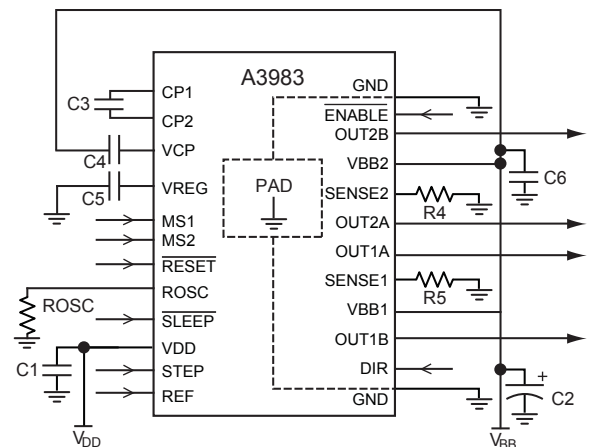 A3983
CP1
CP2
VCP
VREG
MS1
MS2
RESET
ROSC
SLEEP
VDD
STEP
REF
GND
ENABLE
OUT2B
VBB2
SENSE2
OUT2A
OUT1A
SENSE1
VBB1
OUT1B
DIR
GND
PAD
C3
C4
C5
ROSC
C1
VDD
C6
R4
R5
+
C2
VBB